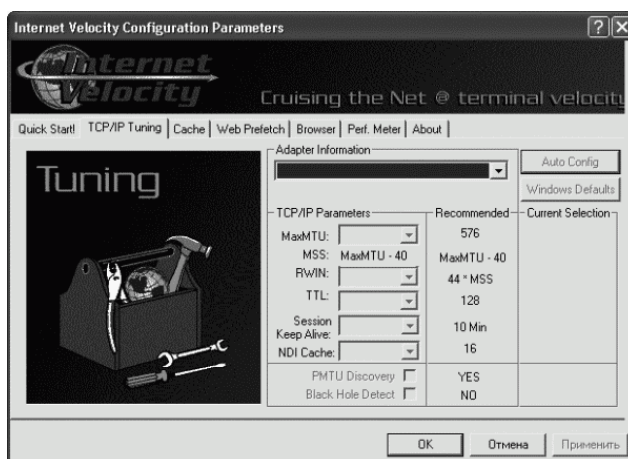 Internet Velocity Configuration Parameters
Internet
Velocity
Cruising the Net @ terminal velocity
Quick Start! TCP/IP Tuning Cache Web Prefetch Browser Perf. Meter About
Tuning
Adapter Information
Auto Config
Windows Defaults
TCP/IP Parameters Recommended Current Selection
MaxMTU: 576
MSS: MaxMTU - 40 MaxMTU - 40
RWIN: 44 * MSS
TTL: 128
Session
Keep Alive: 10 Min
NDI Cache: 16
PMTU Discovery YES
Black Hole Detect NO
OK Отмена Применить